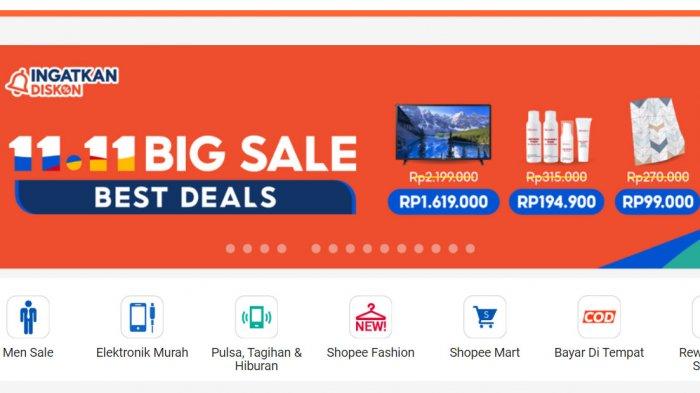 INGATKAN
DISKON
11.11 BIG SALE
BEST DEALS
Rp2.199.000
RP1.619.000
Rp315.000
RP194.900
Rp270.000
RP99.000
Men Sale
Elektronik Murah
Pulsa, Tagihan &
Hiburan
NEW!
Shopee Fashion
S
Shopee Mart
COD
Bayar Di Tempat